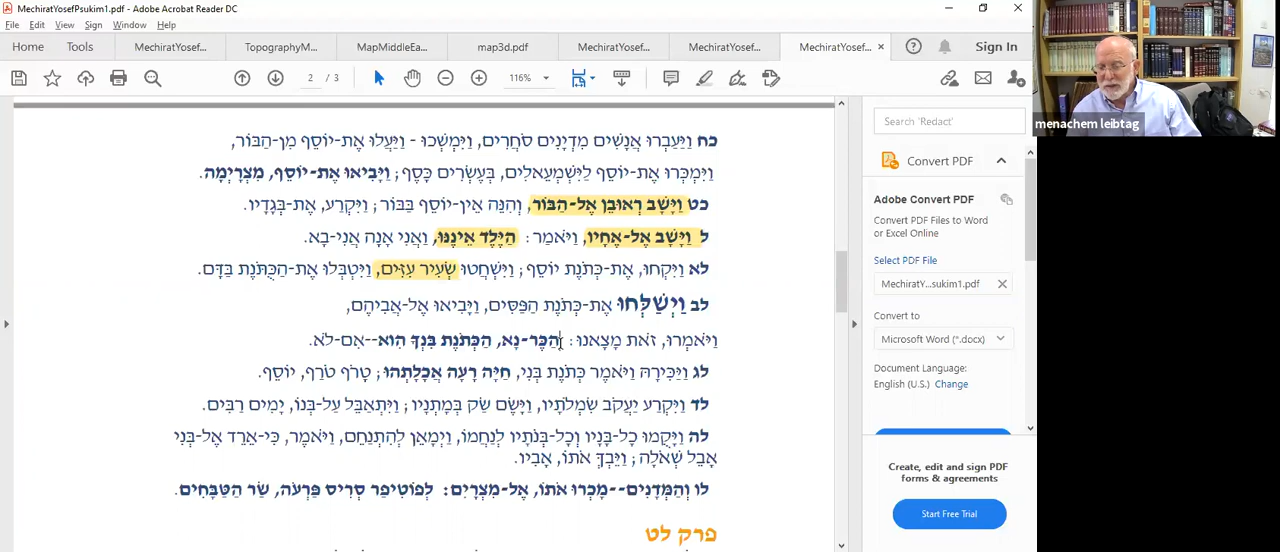 MechiratYosefPsukim1.pdf - Adobe Acrobat Reader DC
File Edit View Sign Window Help
Home Tools MechiratYosef... TopographyM... MapMiddleEa... map3d.pdf MechiratYosef... MechiratYosef... MechiratYosef... × Sign In
2 / 3 116%
menachem leibtag
כח וַיַּעַבְרוּ אֲנָשִׁים מִדְיָנִים סֹחֲרִים, וַיִּמְשְׁכוּ - וַיַּעֲלוּ אֶת-יוֹסֵף מִן-הַבּוֹר,
וַיִּמְכְּרוּ אֶת-יוֹסֵף לַיִּשְׁמְעֵאלִים, בְּעֶשְׂרִים כָּסֶף; וַיָּבִיאוּ אֶת-יוֹסֵף, מִצְרָיְמָה.
כט וַיָּשָׁב רְאוּבֵן אֶל-הַבּוֹר, וְהִנֵּה אֵין-יוֹסֵף בַּבּוֹר; וַיִּקְרַע, אֶת-בְּגָדָיו.
ל וַיָּשָׁב אֶל-אֶחָיו, וַיֹּאמַר: הַיֶּלֶד אֵינֶנּוּ, וַאֲנִי אָנָה אֲנִי-בָא.
לא וַיִּקְחוּ, אֶת-כְּתֹנֶת יוֹסֵף; וַיִּשְׁחֲטוּ שְׂעִיר עִזִּים, וַיִּטְבְּלוּ אֶת-הַכֻּתֹּנֶת בַּדָּם.
לב וַיְשַׁלְּחוּ אֶת-כְּתֹנֶת הַפַּסִּים, וַיָּבִיאוּ אֶל-אֲבִיהֶם,
וַיֹּאמְרוּ, זֹאת מָצָאנוּ: הַכֶּר-נָא, הַכְּתֹנֶת בִּנְךָ הִוא--אִם-לֹא.
לג וַיַּכִּירָהּ וַיֹּאמֶר כְּתֹנֶת בְּנִי, חַיָּה רָעָה אֲכָלָתְהוּ; טָרֹף טֹרַף, יוֹסֵף.
לד וַיִּקְרַע יַעֲקֹב שִׂמְלֹתָיו, וַיָּשֶׂם שַׂק בְּמָתְנָיו; וַיִּתְאַבֵּל עַל-בְּנוֹ, יָמִים רַבִּים.
לה וַיָּקֻמוּ כָל-בָּנָיו וְכָל-בְּנֹתָיו לְנַחֲמוֹ, וַיְמָאֵן לְהִתְנַחֵם, וַיֹּאמֶר, כִּי-אֵרֵד אֶל-בְּנִי
אָבֵל שְׁאֹלָה; וַיֵּבְךְּ אֹתוֹ, אָבִיו.
לו וְהַמְּדָנִים--מָכְרוּ אֹתוֹ, אֶל-מִצְרָיִם: לְפוֹטִיפַר סְרִיס פַּרְעֹה, שַׂר הַטַּבָּחִים.
פרק לט
Search 'Redact'
Convert PDF
Adobe Convert PDF
Convert PDF Files to Word
or Excel Online
Select PDF File
MechiratY...sukim1.pdf ×
Convert to
Microsoft Word (*.docx)
Document Language:
English (U.S.) Change
Create, edit and sign PDF
forms & agreements
Start Free Trial